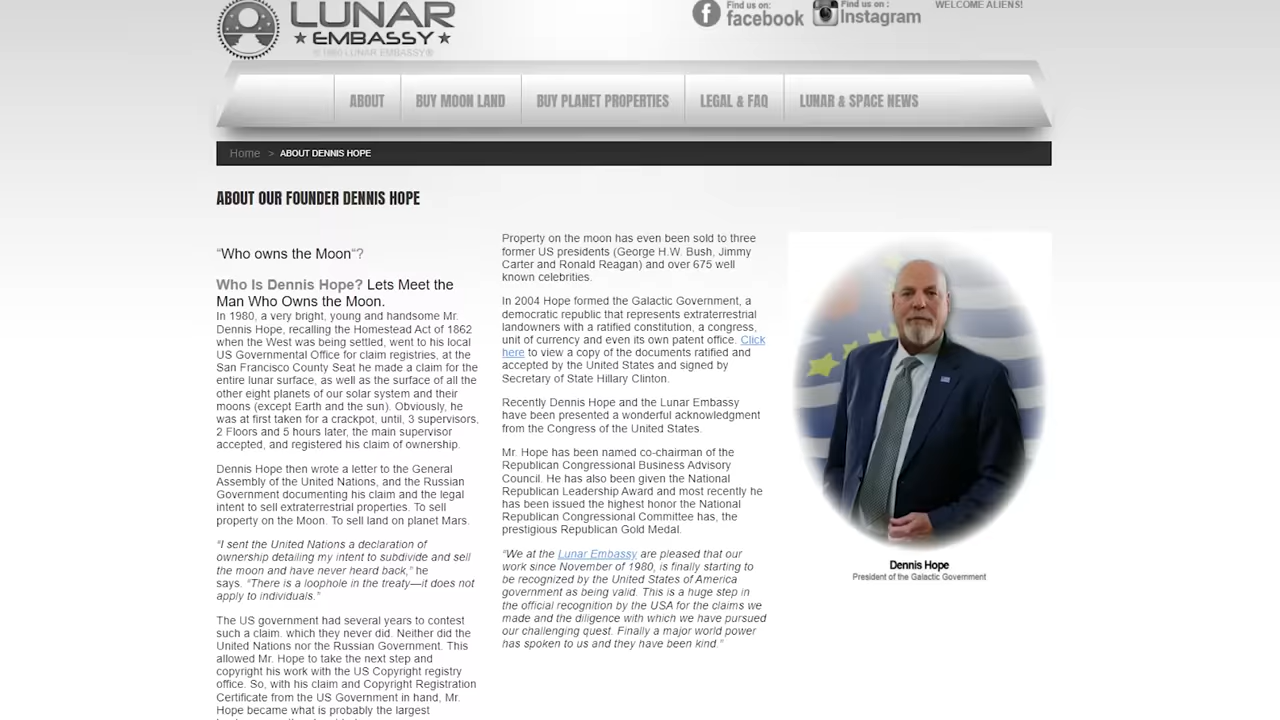 LUNAR
EMBASSY
© 1980 LUNAR EMBASSY®
Find us on:
facebook
Find us on :
Instagram
WELCOME ALIENS!
ABOUT
BUY MOON LAND
BUY PLANET PROPERTIES
LEGAL & FAQ
LUNAR & SPACE NEWS
Home > ABOUT DENNIS HOPE
ABOUT OUR FOUNDER DENNIS HOPE
“Who owns the Moon“?
Who Is Dennis Hope? Lets Meet the
Man Who Owns the Moon.
In 1980, a very bright, young and handsome Mr.
Dennis Hope, recalling the Homestead Act of 1862
when the West was being settled, went to his local
US Governmental Office for claim registries, at the
San Francisco County Seat he made a claim for the
entire lunar surface, as well as the surface of all the
other eight planets of our solar system and their
moons (except Earth and the sun). Obviously, he
was at first taken for a crackpot, until, 3 supervisors,
2 Floors and 5 hours later, the main supervisor
accepted, and registered his claim of ownership.
Dennis Hope then wrote a letter to the General
Assembly of the United Nations, and the Russian
Government documenting his claim and the legal
intent to sell extraterrestrial properties. To sell
property on the Moon. To sell land on planet Mars.
“I sent the United Nations a declaration of
ownership detailing my intent to subdivide and sell
the moon and have never heard back,” he
says. “There is a loophole in the treaty—it does not
apply to individuals.”
The US government had several years to contest
such a claim. which they never did. Neither did the
United Nations nor the Russian Government. This
allowed Mr. Hope to take the next step and
copyright his work with the US Copyright registry
office. So, with his claim and Copyright Registration
Certificate from the US Government in hand, Mr.
Hope became what is probably the largest
Property on the moon has even been sold to three
former US presidents (George H.W. Bush, Jimmy
Carter and Ronald Reagan) and over 675 well
known celebrities.
In 2004 Hope formed the Galactic Government, a
democratic republic that represents extraterrestrial
landowners with a ratified constitution, a congress,
unit of currency and even its own patent office. Click
here to view a copy of the documents ratified and
accepted by the United States and signed by
Secretary of State Hillary Clinton.
Recently Dennis Hope and the Lunar Embassy
have been presented a wonderful acknowledgment
from the Congress of the United States.
Mr. Hope has been named co-chairman of the
Republican Congressional Business Advisory
Council. He has also been given the National
Republican Leadership Award and most recently he
has been issued the highest honor the National
Republican Congressional Committee has, the
prestigious Republican Gold Medal.
“We at the Lunar Embassy are pleased that our
work since November of 1980, is finally starting to
be recognized by the United States of America
government as being valid. This is a huge step in
the official recognition by the USA for the claims we
made and the diligence with which we have pursued
our challenging quest. Finally a major world power
has spoken to us and they have been kind.”
Dennis Hope
President of the Galactic Government